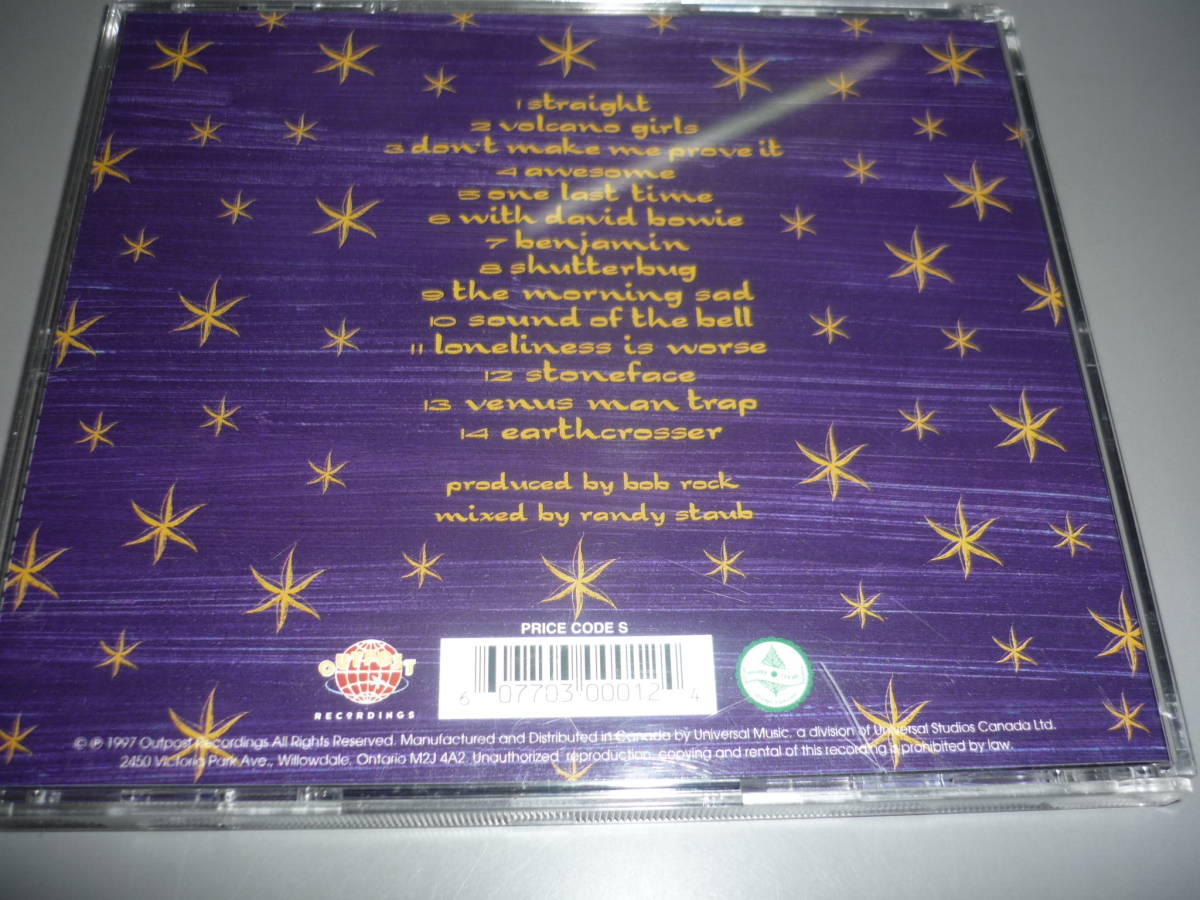 1 straight
2 volcano girls
3 don't make me prove it
4 awesome
5 one last time
6 with david bowie
7 benjamin
8 shutterbug
9 the morning sad
10 sound of the bell
11 loneliness is worse
12 stoneface
13 venus man trap
14 earthcrosser
produced by bob rock
mixed by randy staub
PRICE CODE S
OUTPOST
RECORDINGS
6 07703 00012 4
© ℗ 1997 Outpost Recordings All Rights Reserved. Manufactured and Distributed in Canada by Universal Music, a division of Universal Studios Canada Ltd.
2450 Victoria Park Ave., Willowdale, Ontario M2J 4A2. Unauthorized reproduction, copying and rental of this recording is prohibited by law.